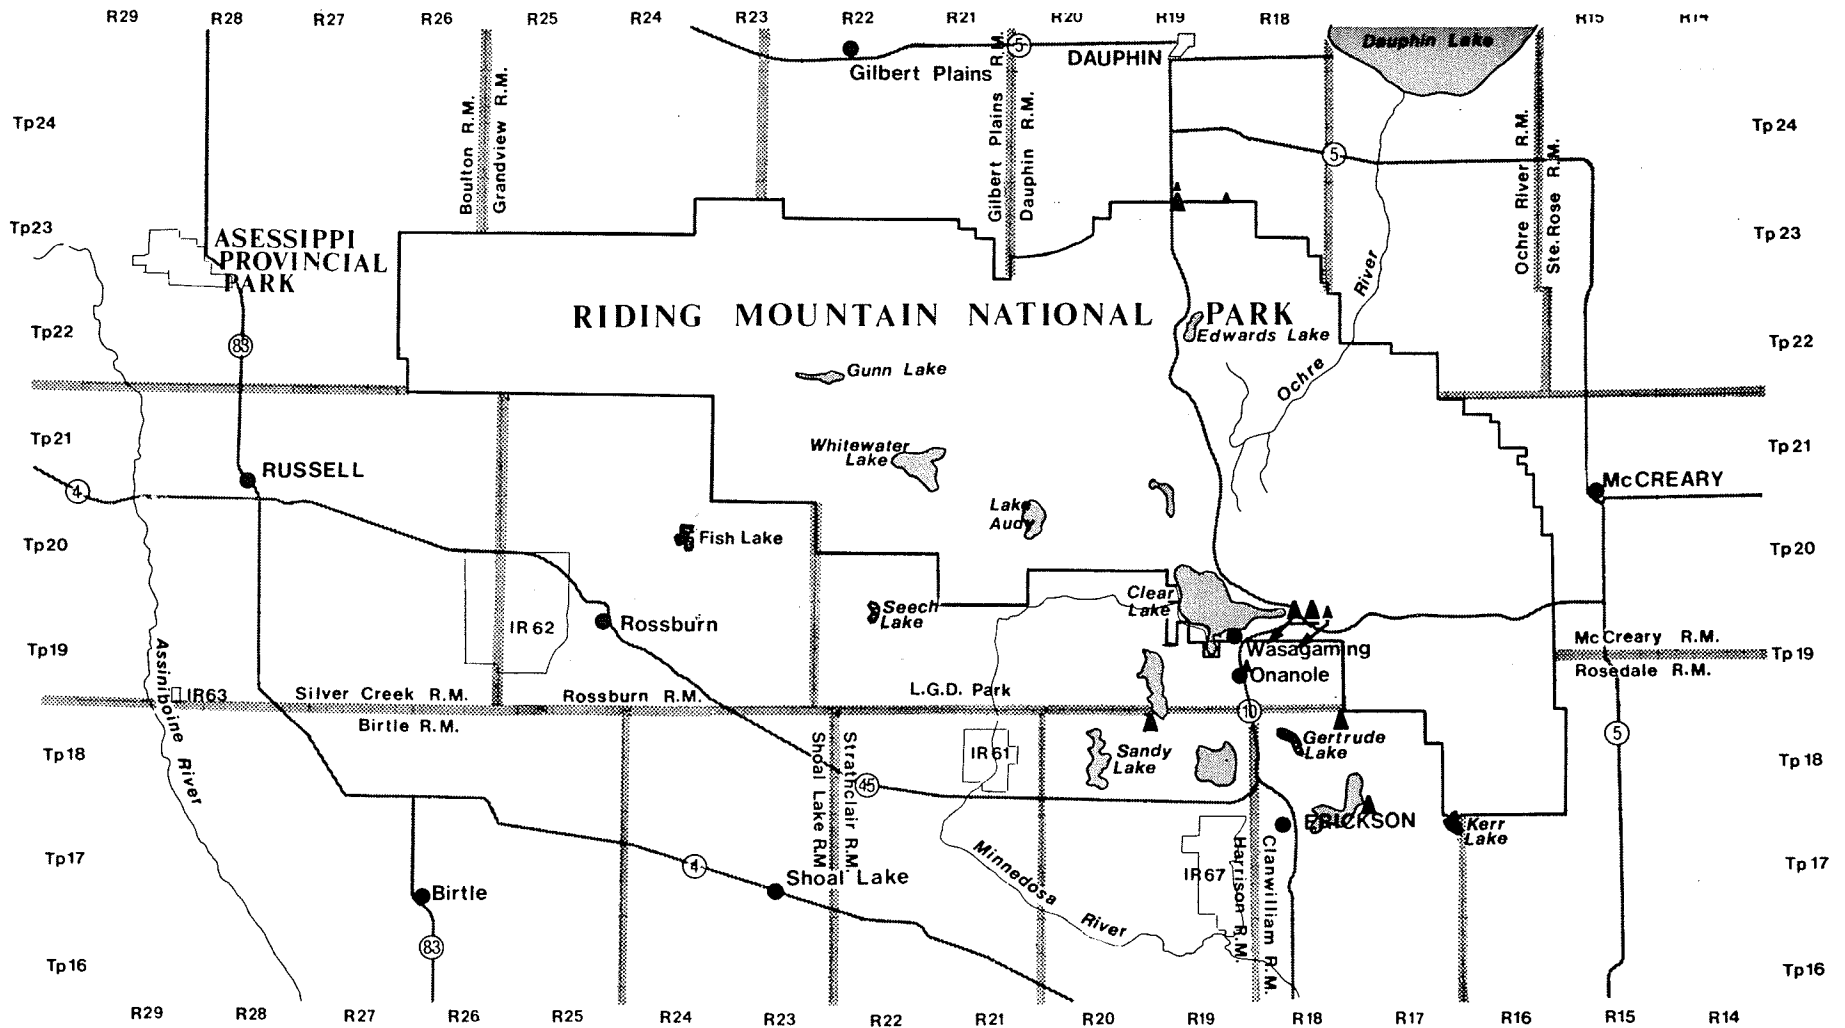 R29 R28 R27 R26 R25 R24 R23 R22 R21 R20 R19 R18 R15 R14
Dauphin Lake
5
DAUPHIN
Gilbert Plains
Tp24
Tp24
Boulton R.M.
Grandview R.M.
Gilbert Plains R.M.
Dauphin R.M.
Ochre River R.M.
Ste. Rose R.M.
5
Tp23
Tp23
ASESSIPPI
PROVINCIAL
PARK
RIDING MOUNTAIN NATIONAL PARK
Ochre River
Edwards Lake
Tp22
Tp22
83
Gunn Lake
Tp21
Tp21
Whitewater
Lake
RUSSELL
McCREARY
4
Lake
Audy
Fish Lake
Tp20
Tp20
Clear
Lake
Seech
Lake
IR 62
Rossburn
Wasagaming
Onanole
McCreary R.M.
Rosedale R.M.
Tp19
Tp19
Assiniboine River
IR63
Silver Creek R.M.
Rossburn R.M.
L.G.D. Park
Birtle R.M.
10
5
Shoal Lake R.M.
Strathclair R.M.
IR 61
Sandy
Lake
Gertrude
Lake
Tp18
Tp18
45
ERICKSON
Kerr
Lake
Tp17
Tp17
4
Shoal Lake
Birtle
Minnedosa River
IR 67
Harrison R.M.
Clanwilliam R.M.
83
Tp16
Tp16
R29 R28 R27 R26 R25 R24 R23 R22 R21 R20 R19 R18 R17 R16 R15 R14